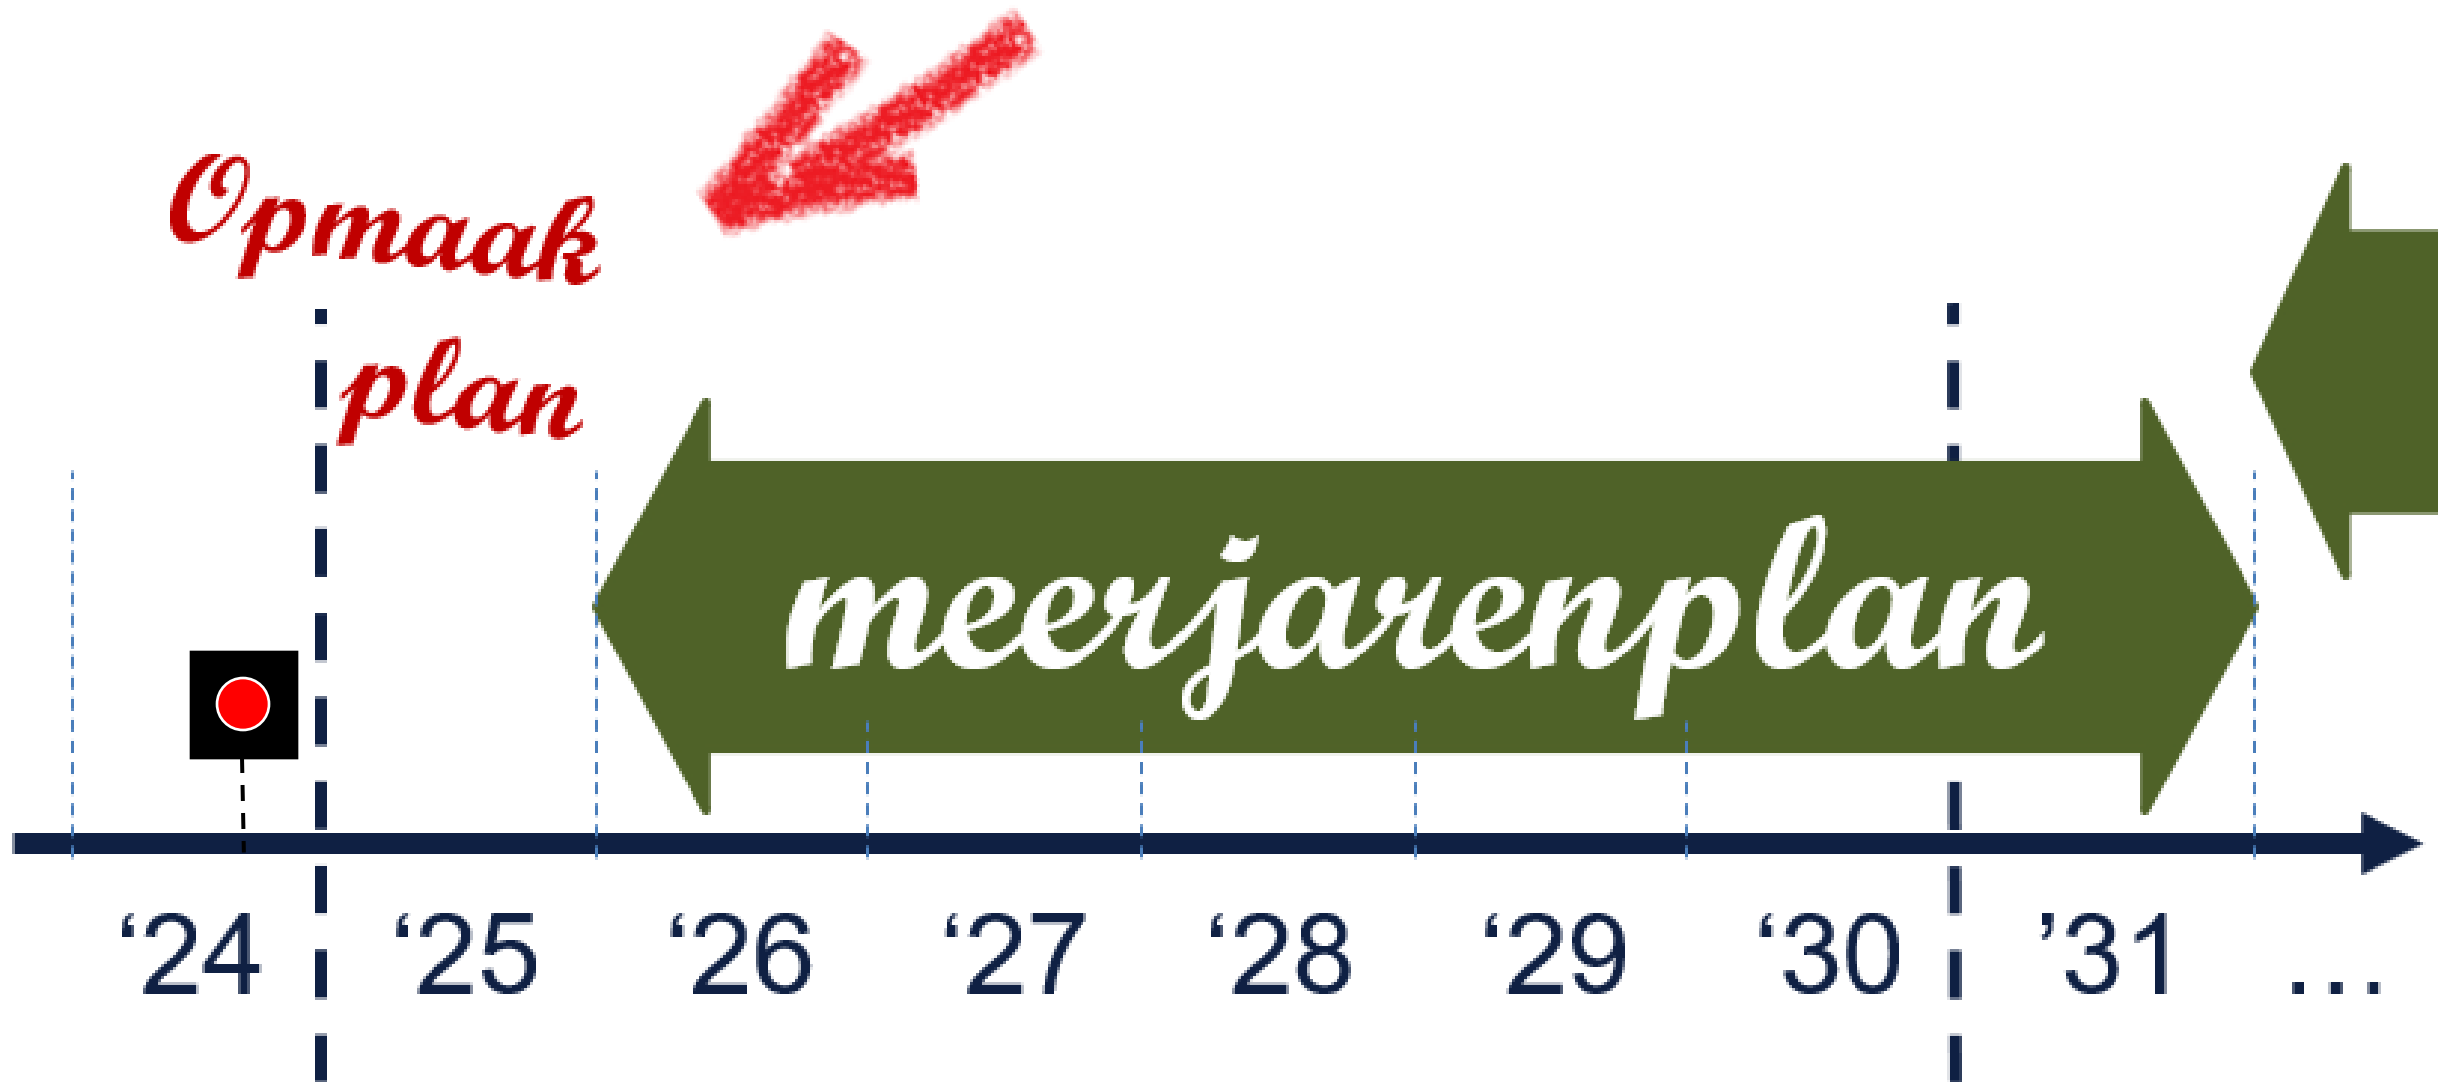 Opmaak
plan
meerjarenplan
‘24 ‘25 ‘26 ‘27 ‘28 ‘29 ‘30 ’31 ...